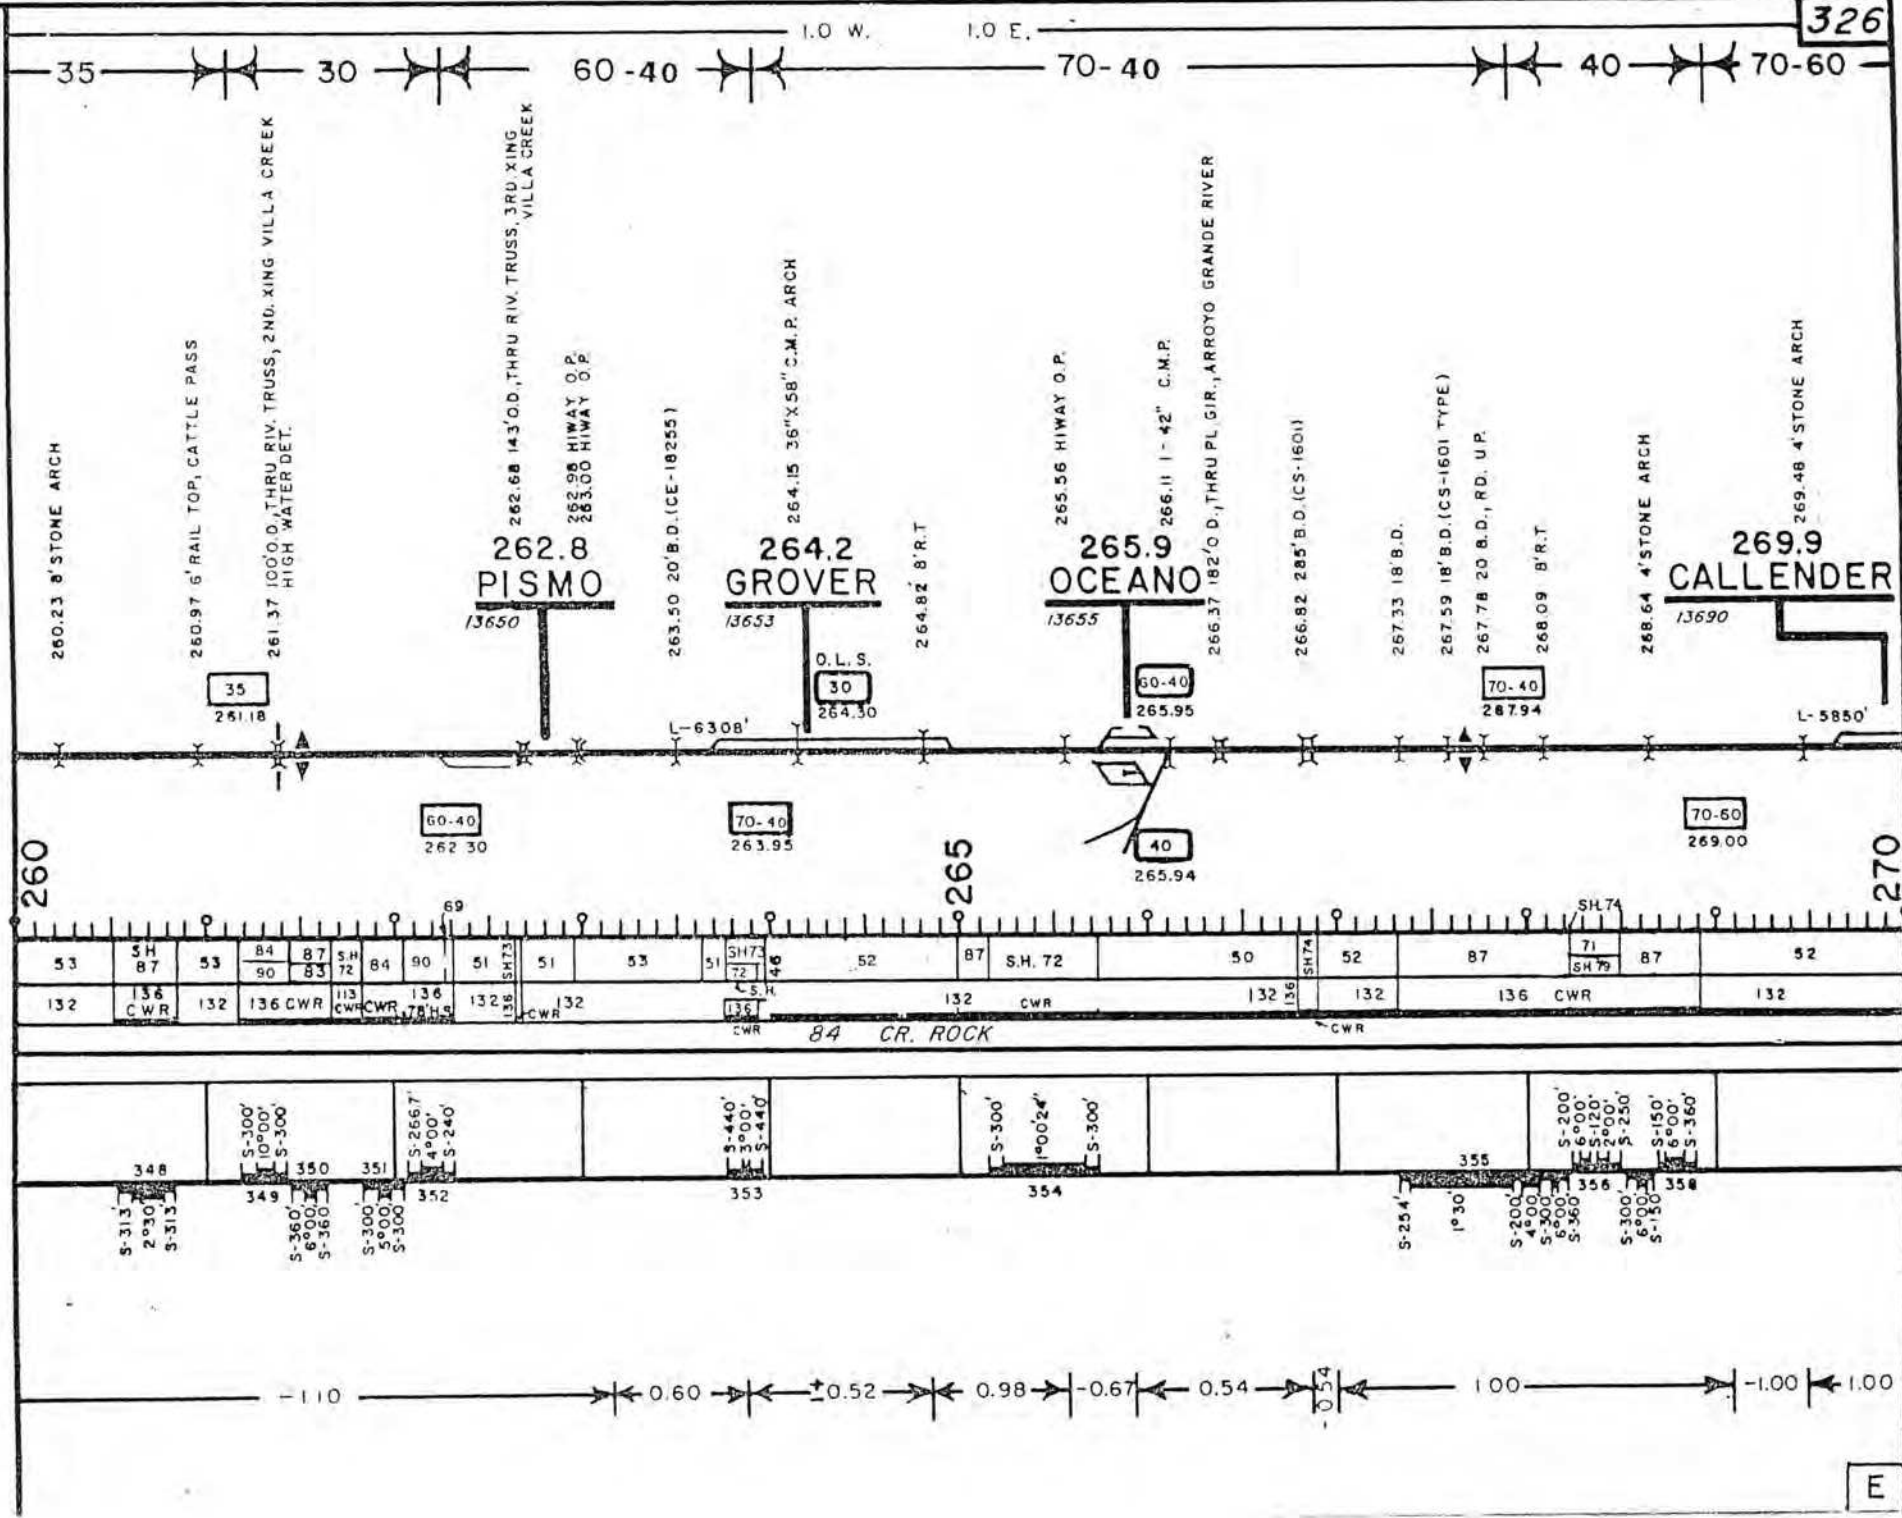 326
1.0 W. 1.0 E.
35 30 60-40 70-40 40 70-60
260.23 8' STONE ARCH
260.97 6' RAIL TOP, CATTLE PASS
261.37 100' O.D., THRU RIV. TRUSS, 2ND. XING VILLA CREEK
HIGH WATER DET.
262.68 143' O.D., THRU RIV. TRUSS, 3RD. XING
VILLA CREEK
262.98 HIWAY O.P.
263.00 HIWAY O.P.
263.50 20' B.D. (CE-18255)
264.15 36" X 58" C.M.P. ARCH
264.82' 8' R.T
265.56 HIWAY O.P.
266.11 1-42" C.M.P.
266.37 182' O.D., THRU PL. GIR., ARROYO GRANDE RIVER
266.82 285' B.D. (CS-1601)
267.33 18' B.D.
267.59 18' B.D. (CS-1601 TYPE)
267.78 20 B.D., RD. UP.
268.09 8' R.T.
268.64 4' STONE ARCH
269.48 4' STONE ARCH
262.8
PISMO
13650
264.2
GROVER
13653
265.9
OCEANO
13655
269.9
CALLENDER
13690
35
261.18
O.L.S.
30
264.30
60-40
265.95
70-40
287.94
L-6308'
L-5850'
60-40
262 30
70-40
263.95
40
265.94
70-60
269.00
260 265 270
69
SH.74
53 SH 87 53 84 90 87 83 S.H 72 84 90 51 SH73 51 53 51 SH73 72 46 52 87 S.H. 72 50 SH74 52 87 71 SH 79 87 52
S.H.
132 136 CWR 132 136 CWR 113 CWR CWR 136 78' H.S 132 136 CWR 132 136 CWR 132 CWR 132 136 CWR 132 136 CWR 132
84 CR. ROCK
S-300' 10°00' S-300'
S-266.7' 4°00' S-240'
S-440' 3°00' S-440'
S-300' 1°00'24" S-300'
S-200' 6°00' S-120' 2°00' S-250'
S-150' 6°00' S-360'
348 349 350 351 352 353 354 355 356 358
S-313' 2°30' S-313'
S-360' 6°00' S-360'
S-300' 5°00' S-300'
S-254' 1°30' S-200' 4°00' S-300' 6°00' S-360'
S-300' 6°00' S-150'
-1.10 0.60 ±0.52 0.98 -0.67 0.54 -0.54 1 00 -1.00 1.00
E